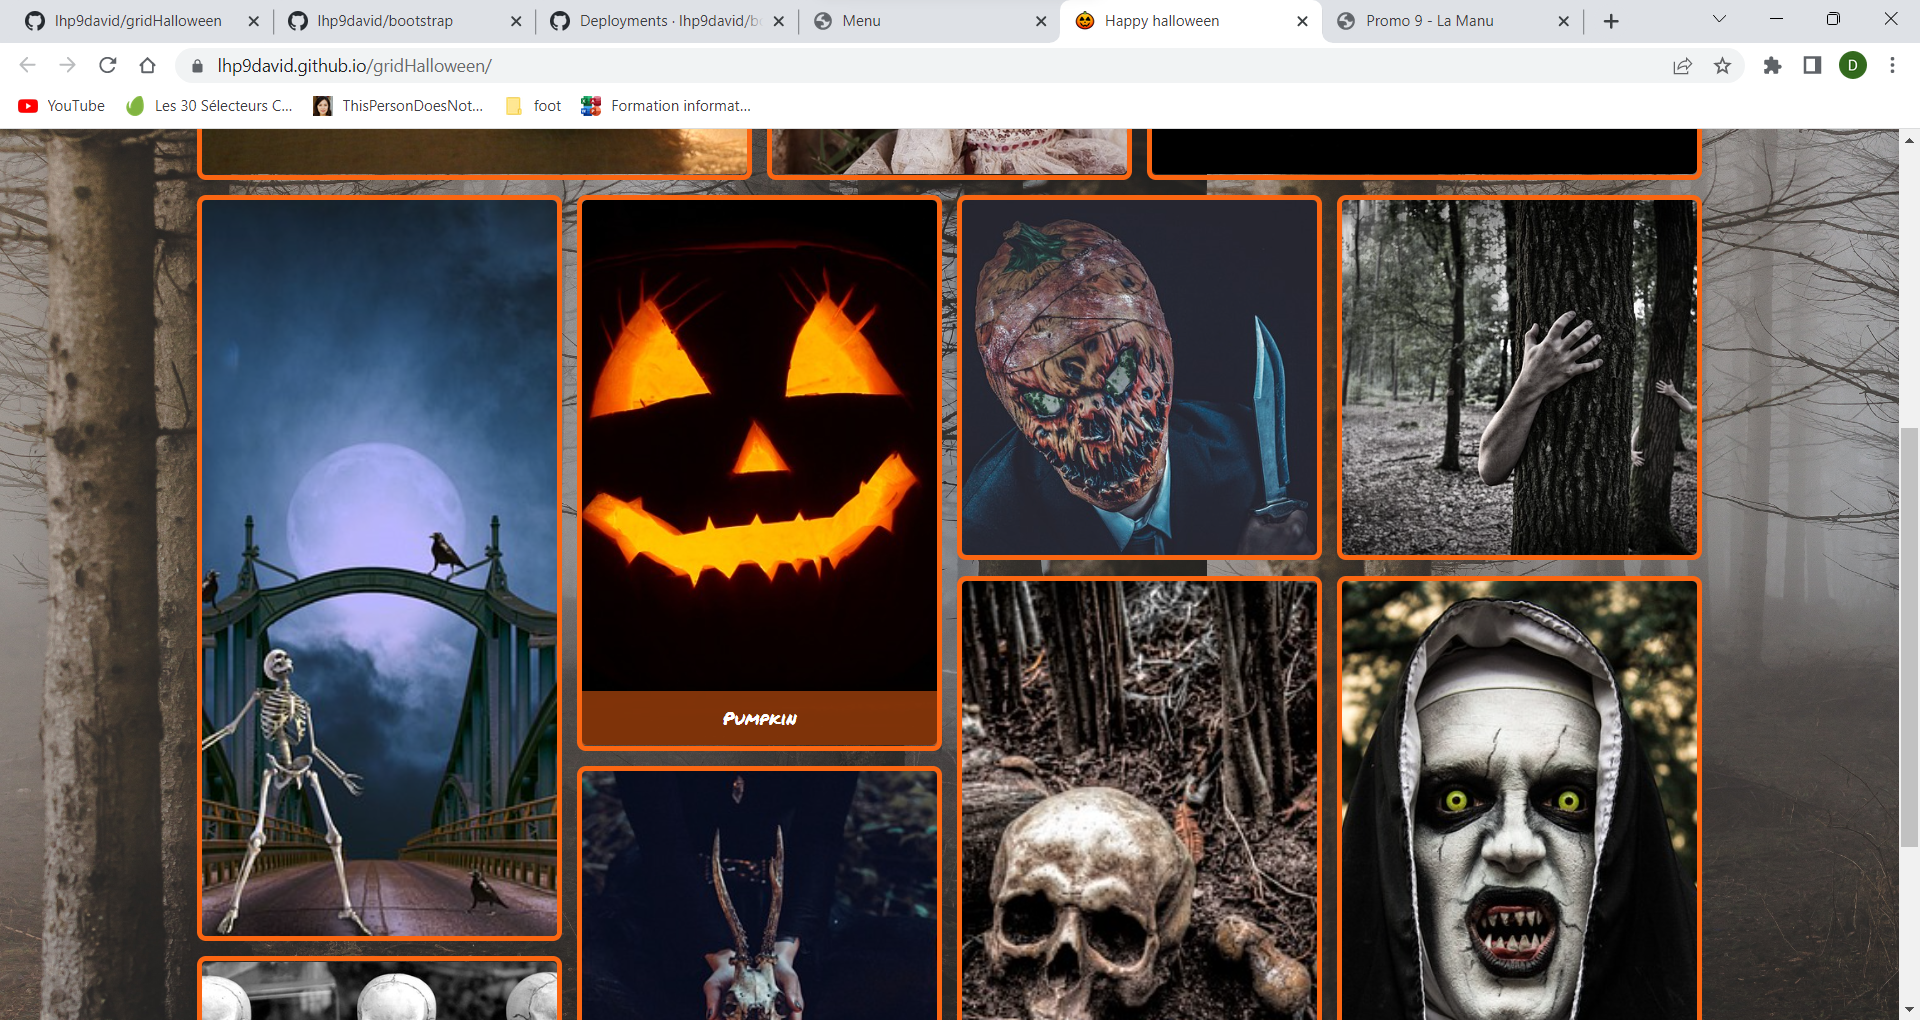 lhp9david/gridHalloween
lhp9david/bootstrap
Deployments · lhp9david/b
Menu
Happy halloween
Promo 9 - La Manu
lhp9david.github.io/gridHalloween/
D
YouTube
Les 30 Sélecteurs C...
ThisPersonDoesNot...
foot
Formation informat...
Pumpkin